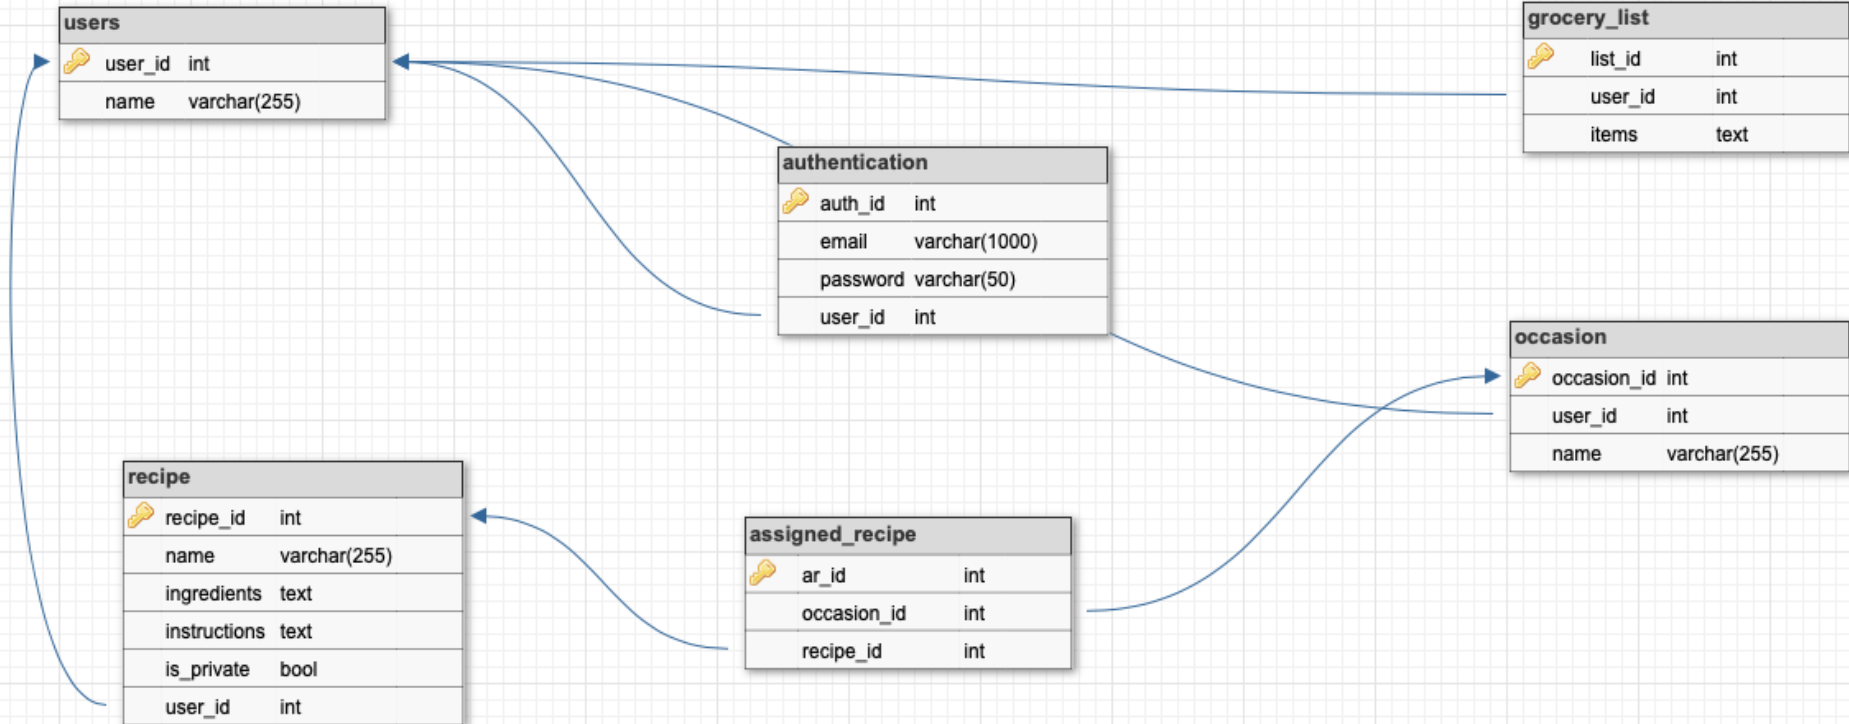 users
user_id int
name varchar(255)
grocery_list
list_id int
user_id int
items text
authentication
auth_id int
email varchar(1000)
password varchar(50)
user_id int
occasion
occasion_id int
user_id int
name varchar(255)
recipe
recipe_id int
name varchar(255)
ingredients text
instructions text
is_private bool
user_id int
assigned_recipe
ar_id int
occasion_id int
recipe_id int